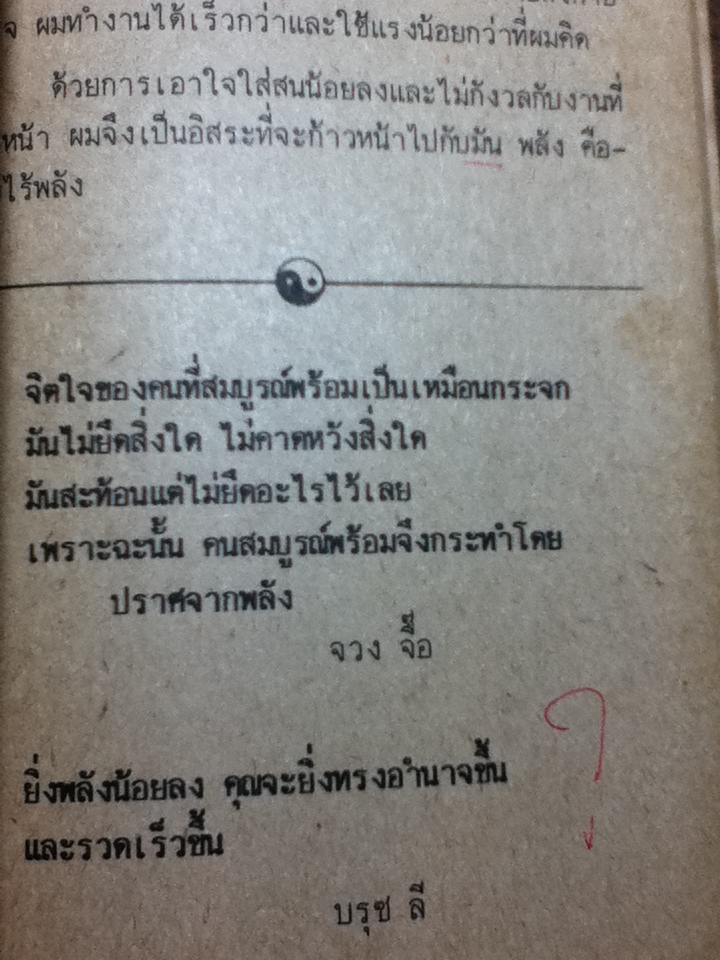 จ ผมทำงานได้เร็วกว่าและใช้แรงน้อยกว่าที่ผมคิด
ด้วยการเอาใจใส่สนน้อยลงและไม่กังวลกับงานที่
หน้า ผมจึงเป็นอิสระที่จะก้าวหน้าไปกับมัน พลัง คือ-
ไร้พลัง
จิตใจของคนที่สมบูรณ์พร้อมเป็นเหมือนกระจก
มันไม่ยึดสิ่งใด ไม่คาดหวังสิ่งใด
มันสะท้อนแต่ไม่ยึดอะไรไว้เลย
เพราะฉะนั้น คนสมบูรณ์พร้อมจึงกระทำโดย
ปราศจากพลัง
จวง จื๊อ
ยิ่งพลังน้อยลง คุณจะยิ่งทรงอำนาจขึ้น
และรวดเร็วขึ้น
?
บรุซ ลี